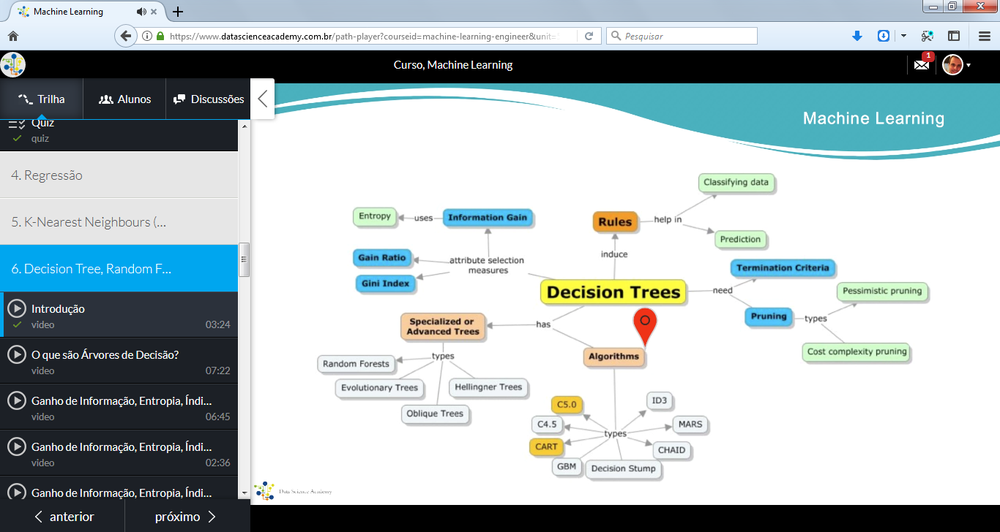 Machine Learning
https://www.datascienceacademy.com.br/path-player?courseid=machine-learning-engineer&unit=
Pesquisar
Curso, Machine Learning
1
Trilha
Alunos
Discussões
Quiz
quiz
4. Regressão
5. K-Nearest Neighbours (...
6. Decision Tree, Random F...
Introdução
video
03:24
O que são Árvores de Decisão?
video
07:22
Ganho de Informação, Entropia, Índi...
video
06:45
Ganho de Informação, Entropia, Índi...
video
02:36
Ganho de Informação, Entropia, Índi...
anterior
próximo
Machine Learning
Classifying data
Entropy
uses
Information Gain
Rules
help in
Prediction
induce
Gain Ratio
attribute selection
measures
Gini Index
Termination Criteria
Decision Trees
need
Pessimistic pruning
Pruning
types
Cost complexity pruning
Specialized or
Advanced Trees
has
Algorithms
types
Random Forests
Evolutionary Trees
Hellingner Trees
Oblique Trees
C5.0
ID3
C4.5
MARS
types
CART
CHAID
GBM
Decision Stump
Data Science Academy